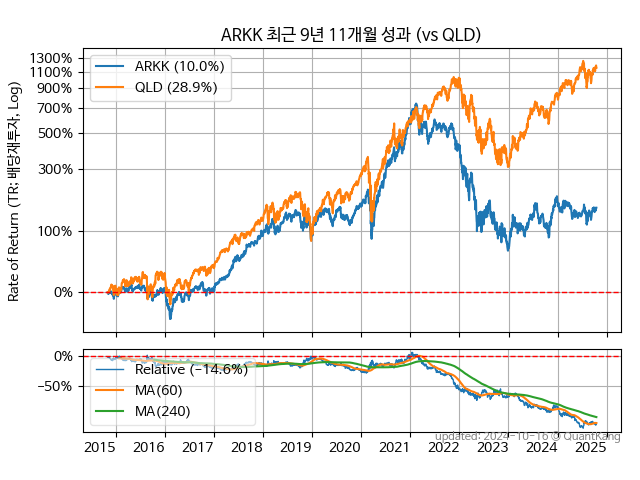 ARKK 최근 9년 11개월 성과 (vs QLD)
Rate of Return (TR; 배당재투자, Log)
1300%
1100%
900%
700%
500%
300%
100%
0%
ARKK (10.0%)
QLD (28.9%)
0%
−50%
Relative (−14.6%)
MA(60)
MA(240)
updated: 2024-10-16 © QuantKang
2015 2016 2017 2018 2019 2020 2021 2022 2023 2024 2025